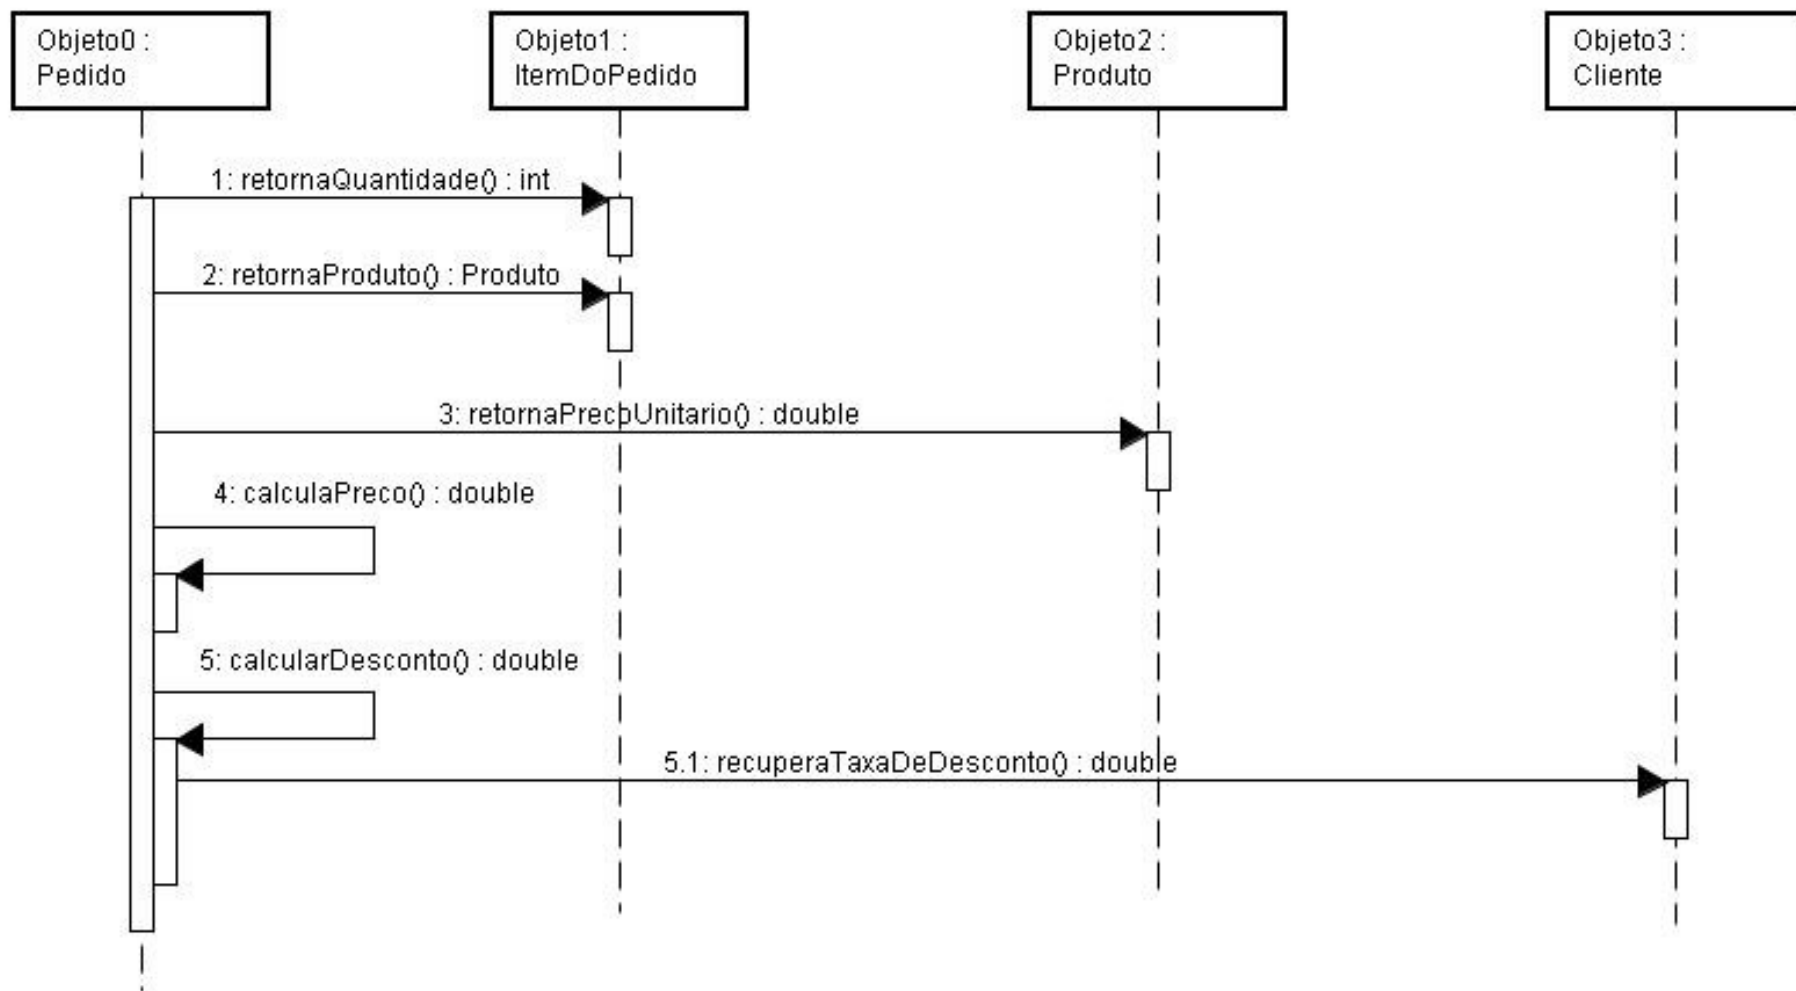 Objeto0 :
Pedido
Objeto1 :
ItemDoPedido
Objeto2 :
Produto
Objeto3 :
Cliente
1: retornaQuantidade() : int
2: retornaProduto() : Produto
3: retornaPrecoUnitario() : double
4: calculaPreco() : double
5: calcularDesconto() : double
5.1: recuperaTaxaDeDesconto() : double